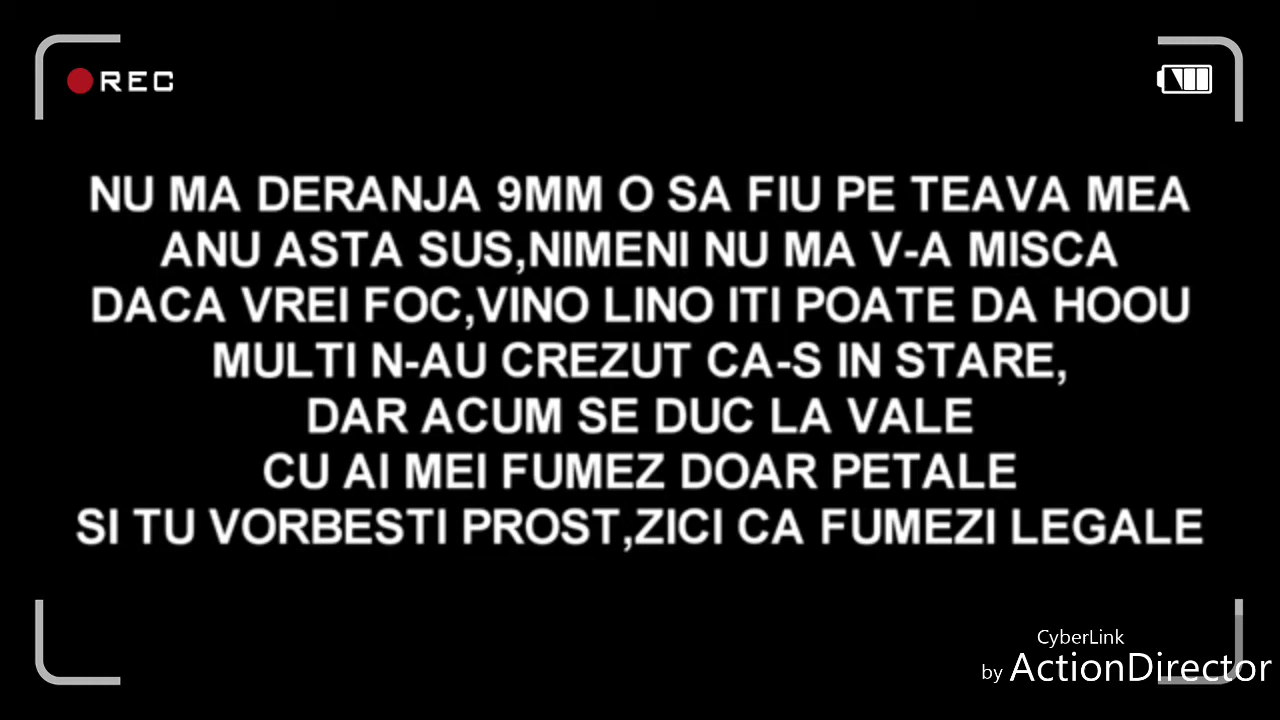 REC
NU MA DERANJA 9MM O SA FIU PE TEAVA MEA
ANU ASTA SUS,NIMENI NU MA V-A MISCA
DACA VREI FOC,VINO LINO ITI POATE DA HOOU
MULTI N-AU CREZUT CA-S IN STARE,
DAR ACUM SE DUC LA VALE
CU AI MEI FUMEZ DOAR PETALE
SI TU VORBESTI PROST,ZICI CA FUMEZI LEGALE
CyberLink
by ActionDirector